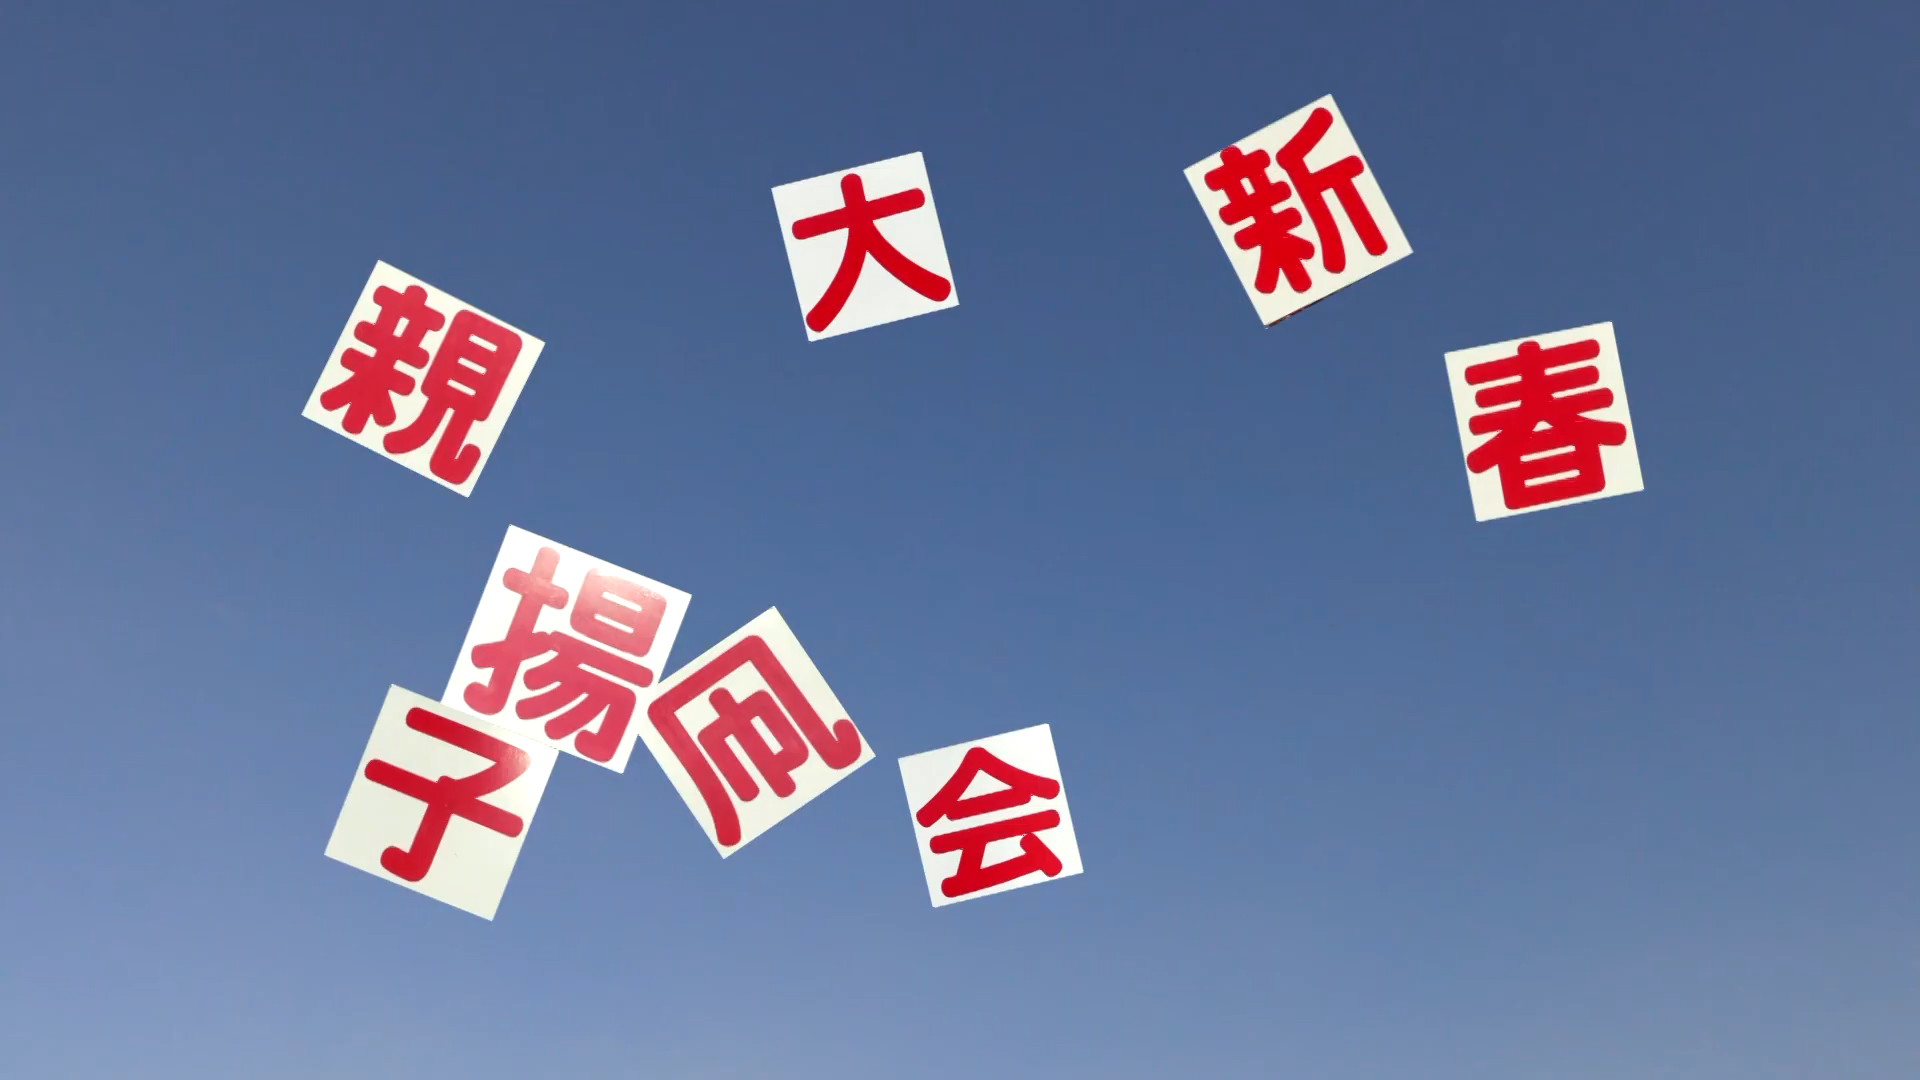 新
春
親
子
凧
揚
大
会